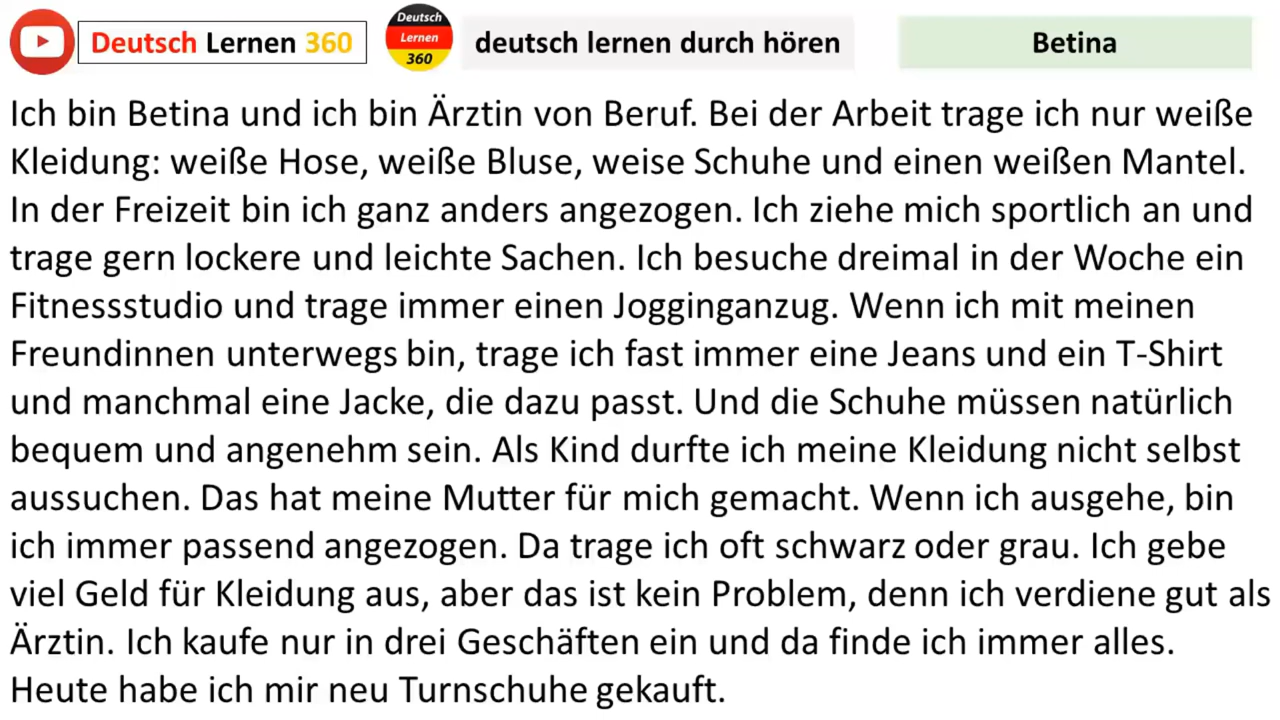 Deutsch Lernen 360
Deutsch
Lernen
360
deutsch lernen durch hören
Betina
Ich bin Betina und ich bin Ärztin von Beruf. Bei der Arbeit trage ich nur weiße
Kleidung: weiße Hose, weiße Bluse, weise Schuhe und einen weißen Mantel.
In der Freizeit bin ich ganz anders angezogen. Ich ziehe mich sportlich an und
trage gern lockere und leichte Sachen. Ich besuche dreimal in der Woche ein
Fitnessstudio und trage immer einen Jogginganzug. Wenn ich mit meinen
Freundinnen unterwegs bin, trage ich fast immer eine Jeans und ein T-Shirt
und manchmal eine Jacke, die dazu passt. Und die Schuhe müssen natürlich
bequem und angenehm sein. Als Kind durfte ich meine Kleidung nicht selbst
aussuchen. Das hat meine Mutter für mich gemacht. Wenn ich ausgehe, bin
ich immer passend angezogen. Da trage ich oft schwarz oder grau. Ich gebe
viel Geld für Kleidung aus, aber das ist kein Problem, denn ich verdiene gut als
Ärztin. Ich kaufe nur in drei Geschäften ein und da finde ich immer alles.
Heute habe ich mir neu Turnschuhe gekauft.